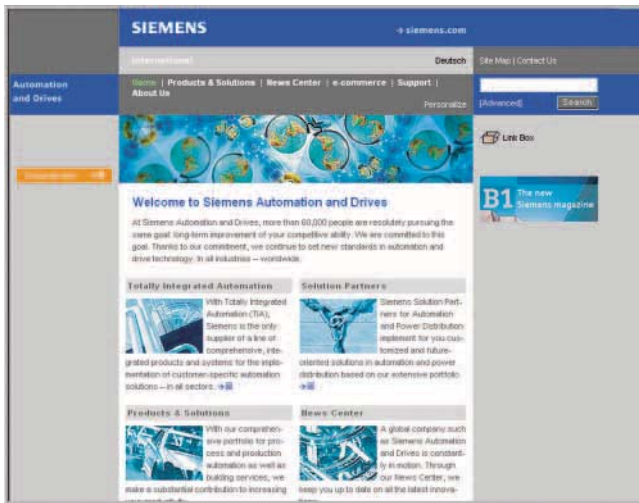 SIEMENS
→ siemens.com
International
Deutsch
Site Map | Contact Us
Automation
and Drives
Home | Products & Solutions | News Center | e-commerce | Support |
About Us
Personalize
[Advanced]
Search
Link Box
B1 The new
Siemens magazine
Welcome to Siemens Automation and Drives
At Siemens Automation and Drives, more than 60,000 people are resolutely pursuing the
same goal: long-term improvement of your competitive ability. We are committed to this
goal. Thanks to our commitment, we continue to set new standards in automation and
drive technology. In all industries – worldwide.
Totally Integrated Automation
With Totally Integrated
Automation (TIA),
Siemens is the only
supplier of a line of
comprehensive, inte-
grated products and systems for the imple-
mentation of customer-specific automation
solutions – in all sectors. →
Solution Partners
Siemens Solution Part-
ners for Automation
and Power Distribution
implement for you cus-
tomized and future-
oriented solutions in automation and power
distribution based on our extensive portfolio.
→
Products & Solutions
With our comprehen-
sive portfolio for pro-
cess and production
automation as well as
building services, we
make a substantial contribution to increasing
News Center
A global company such
as Siemens Automation
and Drives is constant-
ly in motion. Through
our News Center, we
keep you up to date on all the latest innova-